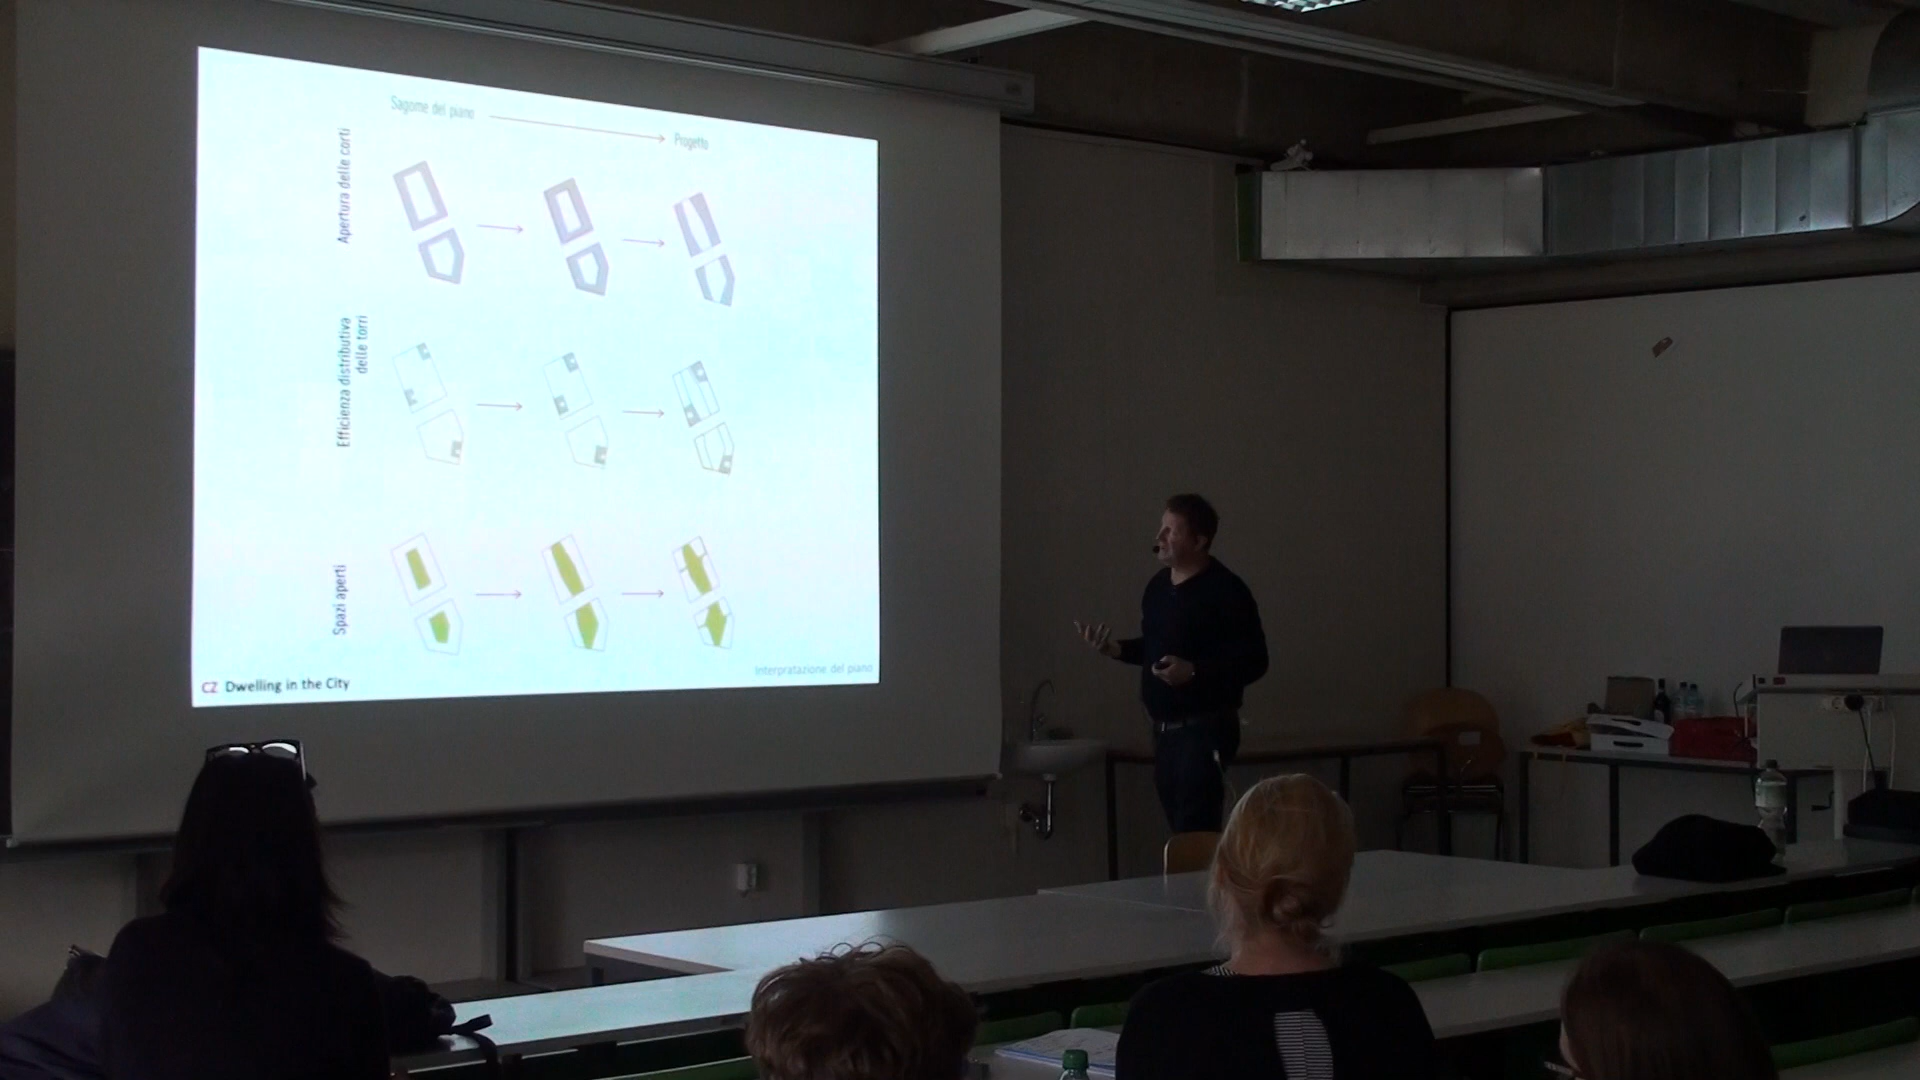 Sagome del piano
Progetto
Apertura delle corti
Efficienza distributiva
delle torri
Spazi aperti
Interpratazione del piano
CZ Dwelling in the City